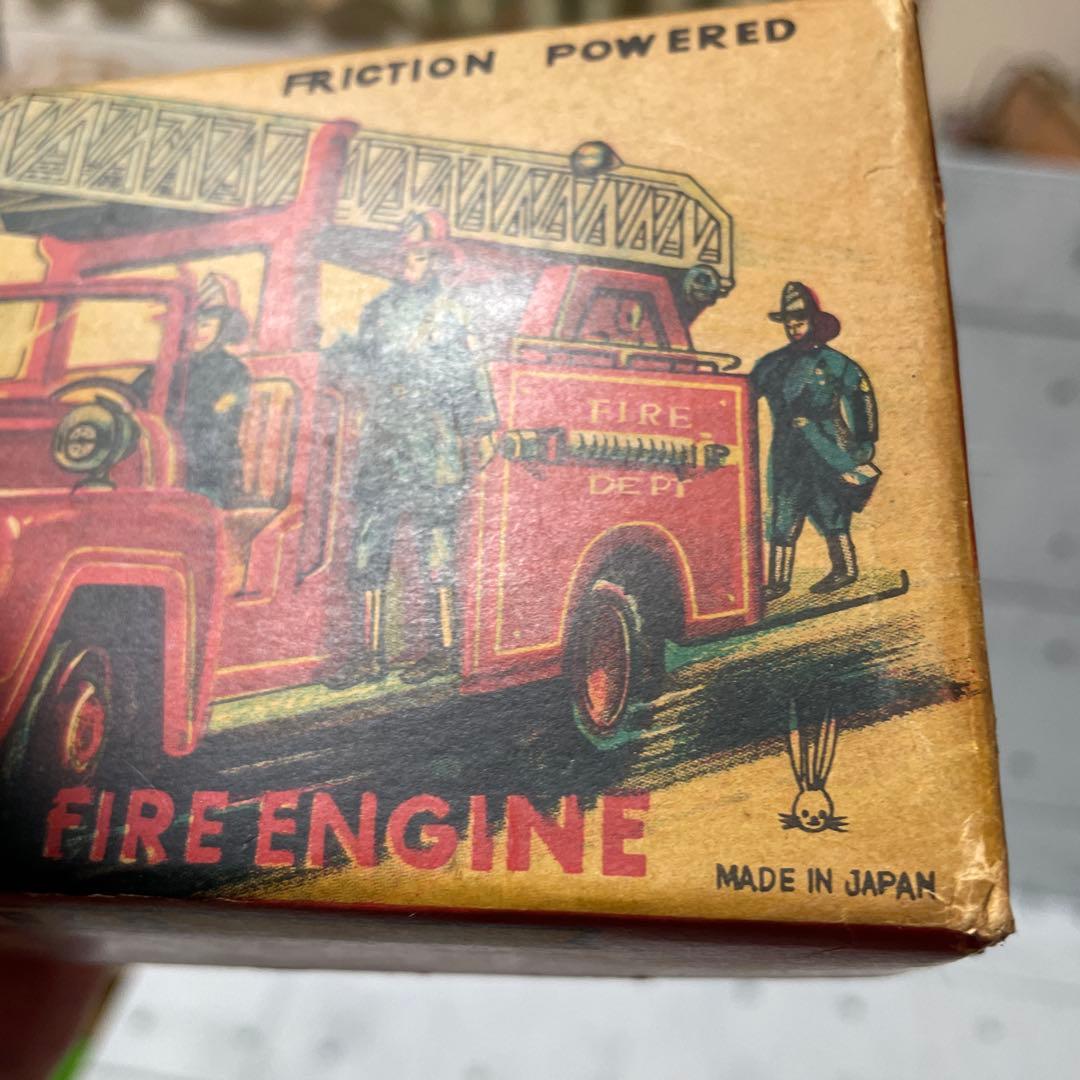 FRICTION POWERED
FIRE
DEPT
FIRE ENGINE
MADE IN JAPAN